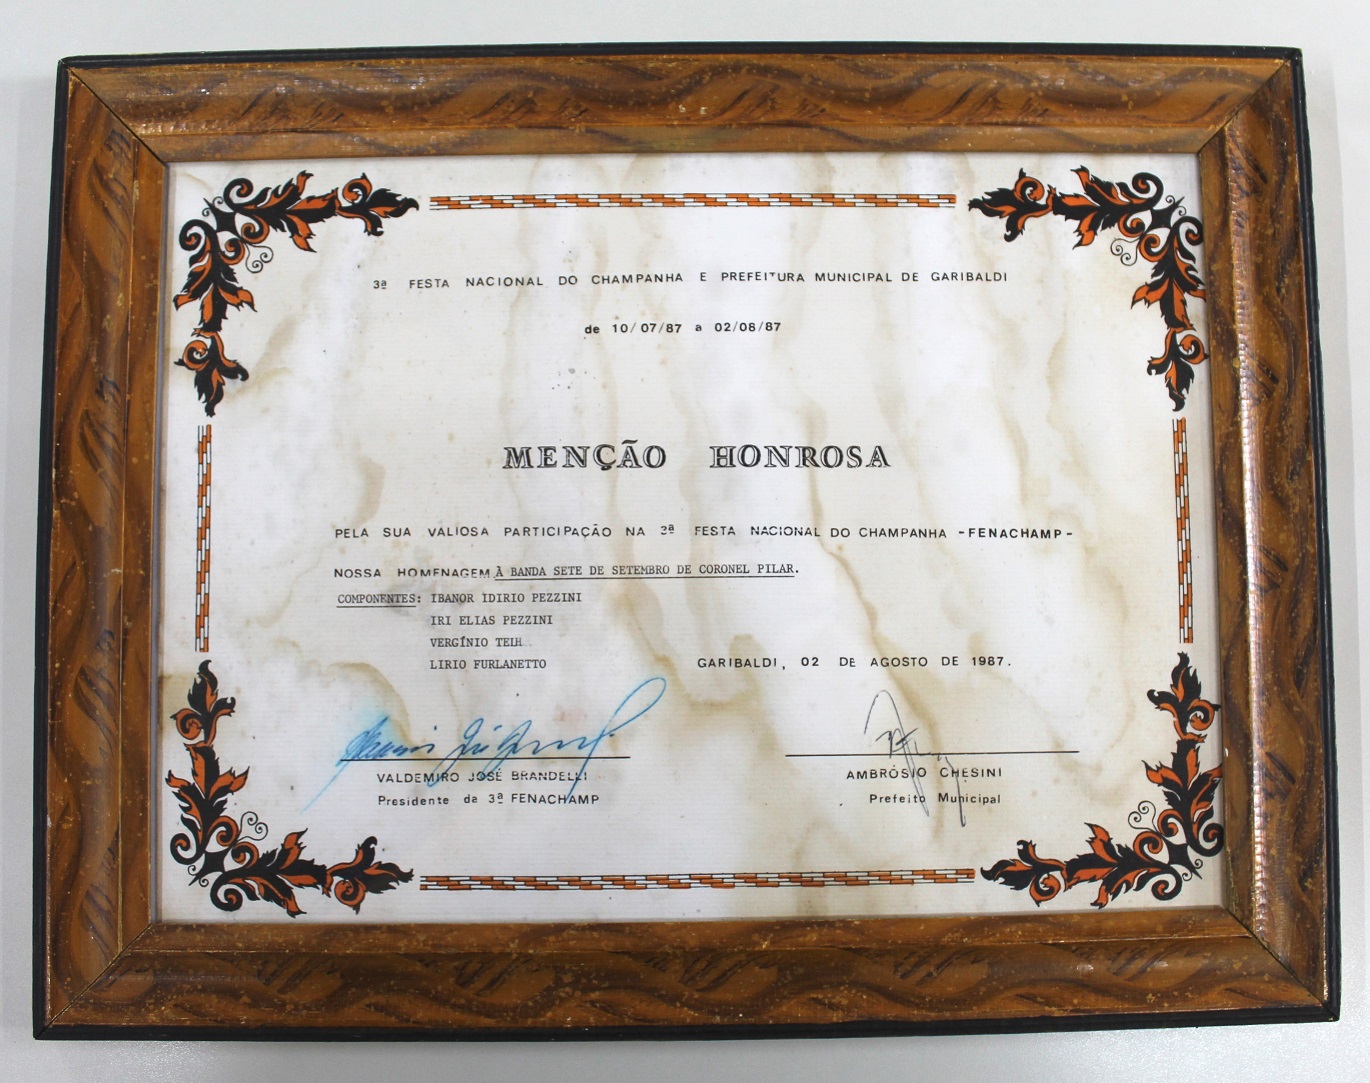 3ª FESTA NACIONAL DO CHAMPANHA E PREFEITURA MUNICIPAL DE GARIBALDI
de 10/07/87 a 02/08/87
MENÇÃO HONROSA
PELA SUA VALIOSA PARTICIPAÇÃO NA 3ª FESTA NACIONAL DO CHAMPANHA -FENACHAMP-
NOSSA HOMENAGEM À BANDA SETE DE SETEMBRO DE CORONEL PILAR.
COMPONENTES: IBANOR IDIRIO PEZZINI
IRI ELIAS PEZZINI
VERGÍNIO
LIRIO FURLANETTO
GARIBALDI, 02 DE AGOSTO DE 1987.
VALDEMIRO JOSÉ BRANDELLI
Presidente da 3ª FENACHAMP
AMBRÓSIO CHESINI
Prefeito Municipal